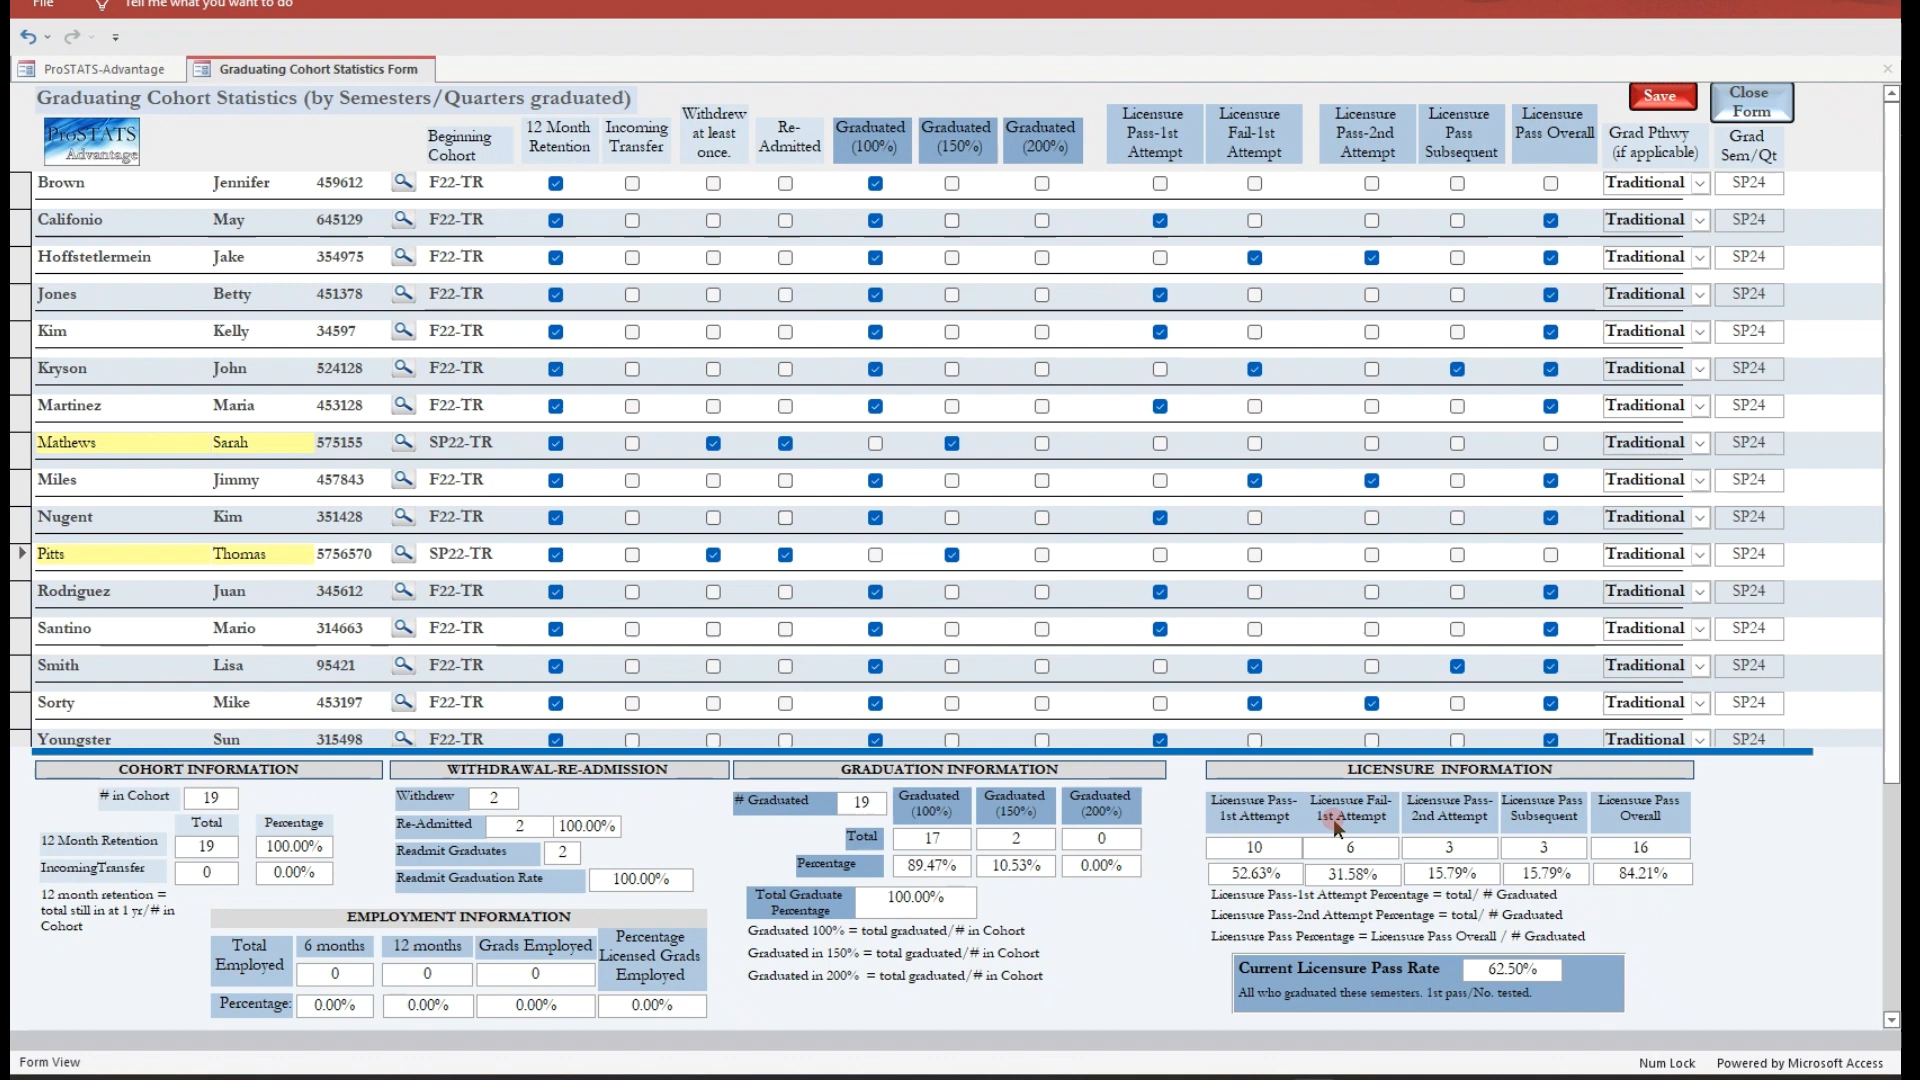 File Tell me what you want to do
ProSTATS-Advantage Graduating Cohort Statistics Form
Graduating Cohort Statistics (by Semesters/Quarters graduated)
Save
Close Form
ProSTATS
Advantage
Beginning Cohort
12 Month Retention
Incoming Transfer
Withdrew at least once.
Re-Admitted
Graduated (100%)
Graduated (150%)
Graduated (200%)
Licensure Pass-1st Attempt
Licensure Fail-1st Attempt
Licensure Pass-2nd Attempt
Licensure Pass Subsequent
Licensure Pass Overall
Grad Pthwy (if applicable)
Grad Sem/Qt
Brown Jennifer 459612 F22-TR Traditional SP24
Califonio May 645129 F22-TR Traditional SP24
Hoffstetlermein Jake 354975 F22-TR Traditional SP24
Jones Betty 451378 F22-TR Traditional SP24
Kim Kelly 34597 F22-TR Traditional SP24
Kryson John 524128 F22-TR Traditional SP24
Martinez Maria 453128 F22-TR Traditional SP24
Mathews Sarah 575155 SP22-TR Traditional SP24
Miles Jimmy 457843 F22-TR Traditional SP24
Nugent Kim 351428 F22-TR Traditional SP24
Pitts Thomas 5756570 SP22-TR Traditional SP24
Rodriguez Juan 345612 F22-TR Traditional SP24
Santino Mario 314663 F22-TR Traditional SP24
Smith Lisa 95421 F22-TR Traditional SP24
Sorty Mike 453197 F22-TR Traditional SP24
Youngster Sun 315498 F22-TR Traditional SP24
COHORT INFORMATION
# in Cohort 19
Total Percentage
12 Month Retention 19 100.00%
IncomingTransfer 0 0.00%
12 month retention =
total still in at 1 yr/# in
Cohort
WITHDRAWAL-RE-ADMISSION
Withdrew 2
Re-Admitted 2 100.00%
Readmit Graduates 2
Readmit Graduation Rate 100.00%
EMPLOYMENT INFORMATION
Total Employed 6 months 12 months Grads Employed Percentage Licensed Grads Employed
0 0 0
Percentage: 0.00% 0.00% 0.00% 0.00%
GRADUATION INFORMATION
# Graduated 19 Graduated (100%) Graduated (150%) Graduated (200%)
Total 17 2 0
Percentage 89.47% 10.53% 0.00%
Total Graduate Percentage 100.00%
Graduated 100% = total graduated/# in Cohort
Graduated in 150% = total graduated/# in Cohort
Graduated in 200% = total graduated/# in Cohort
LICENSURE INFORMATION
Licensure Pass-1st Attempt Licensure Fail-1st Attempt Licensure Pass-2nd Attempt Licensure Pass Subsequent Licensure Pass Overall
10 6 3 3 16
52.63% 31.58% 15.79% 15.79% 84.21%
Licensure Pass-1st Attempt Percentage = total/ # Graduated
Licensure Pass-2nd Attempt Percentage = total/ # Graduated
Licensure Pass Percentage = Licensure Pass Overall / # Graduated
Current Licensure Pass Rate 62.50%
All who graduated these semesters. 1st pass/No. tested.
Form View Num Lock Powered by Microsoft Access